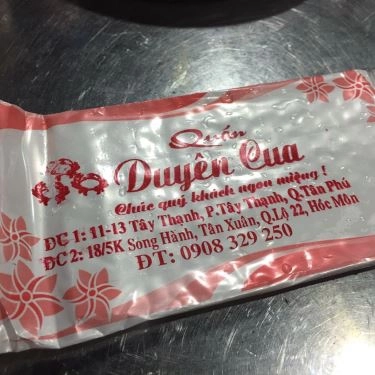 Quán
Duyên Cua
Chúc quý khách ngon miệng !
ĐC 1: 11-13 Tây Thạnh, P.Tây Thạnh, Q.Tân Phú
ĐC 2: 18/5K Song Hành, Tân Xuân, Q.Lộ 22, Hóc Môn
ĐT: 0908 329 250